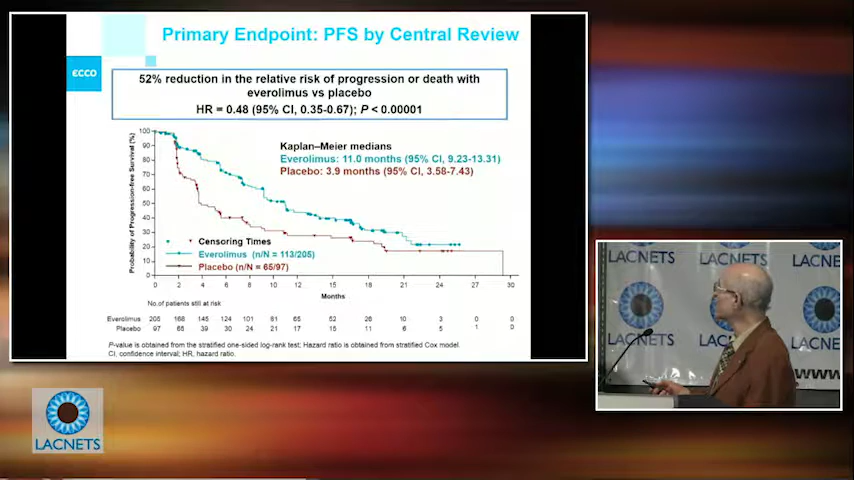 Primary Endpoint: PFS by Central Review
ECCO
52% reduction in the relative risk of progression or death with
everolimus vs placebo
HR = 0.48 (95% CI, 0.35-0.67); P < 0.00001
Kaplan–Meier medians
Everolimus: 11.0 months (95% CI, 9.23-13.31)
Placebo: 3.9 months (95% CI, 3.58-7.43)
Probability of Progression-free Survival (%)
100
90
80
70
60
50
40
30
20
10
0
Censoring Times
Everolimus (n/N = 113/205)
Placebo (n/N = 65/97)
0 2 4 6 8 10 12 15 18 21 24 27 30
Months
No. of patients still at risk
Everolimus 205 168 145 124 101 81 65 52 26 10 3 0 0
Placebo 97 65 39 30 24 21 17 15 11 6 5 1 0
P-value is obtained from the stratified one-sided log-rank test; Hazard ratio is obtained from stratified Cox model.
CI, confidence interval; HR, hazard ratio.
LACNETS
LACNETS
LACNETS
LACNETS
LACN
LACNETS
LAC
LACN
www